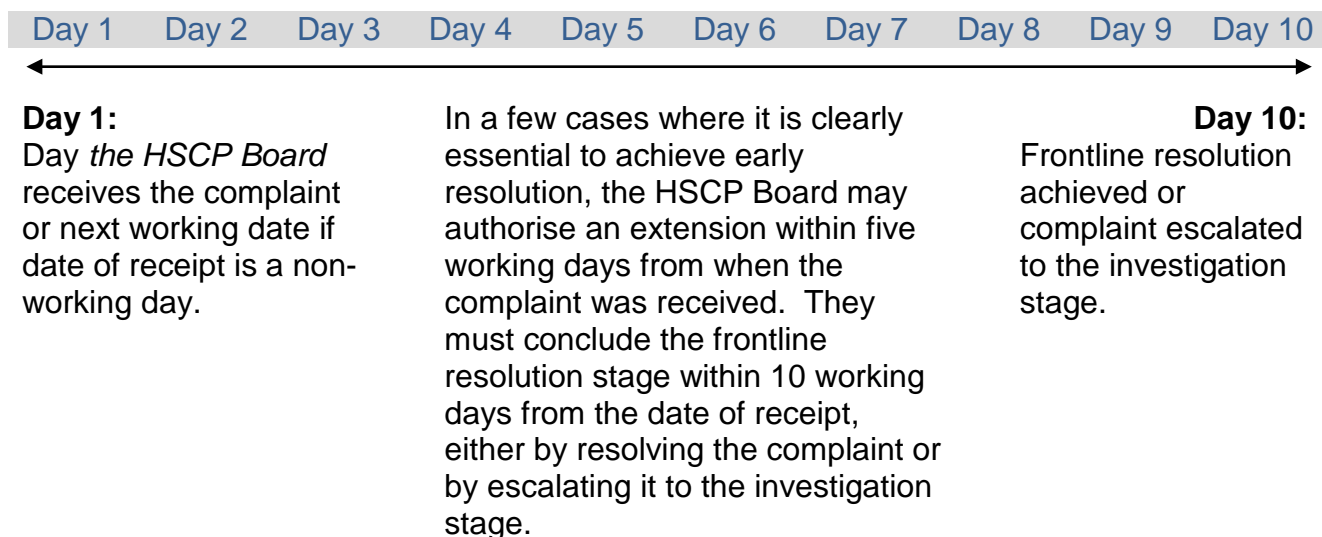 Day 1 Day 2 Day 3 Day 4 Day 5 Day 6 Day 7 Day 8 Day 9 Day 10
Day 1:
Day the HSCP Board
receives the complaint
or next working date if
date of receipt is a non-
working day.
In a few cases where it is clearly
essential to achieve early
resolution, the HSCP Board may
authorise an extension within five
working days from when the
complaint was received.  They
must conclude the frontline
resolution stage within 10 working
days from the date of receipt,
either by resolving the complaint or
by escalating it to the investigation
stage.
Day 10:
Frontline resolution
achieved or
complaint escalated
to the investigation
stage.